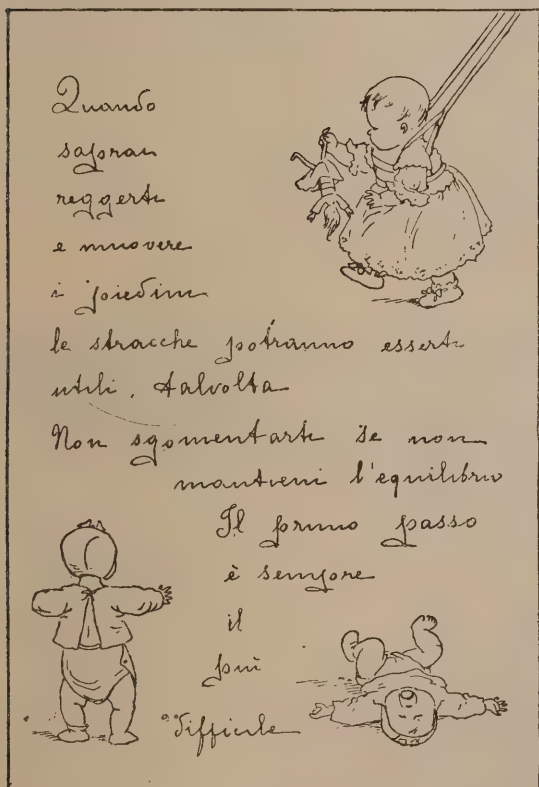 Quando
sapran
reggerti
e muovere
i piedini
le stracche potranno esserti
utili, talvolta
Non sgomentarti se non
mantieni l'equilibrio
Il primo passo
è sempre
il
più
difficile